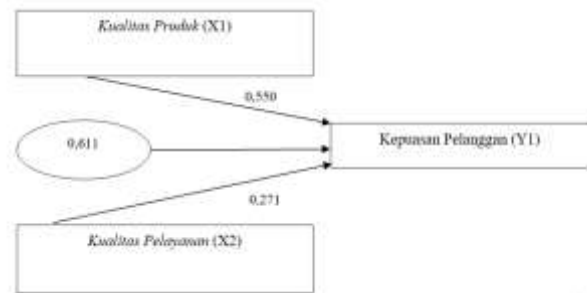 Kualitas Produk (X1)
0,550
0,611
Kepuasan Pelanggan (Y1)
0,271
Kualitas Pelayanan (X2)